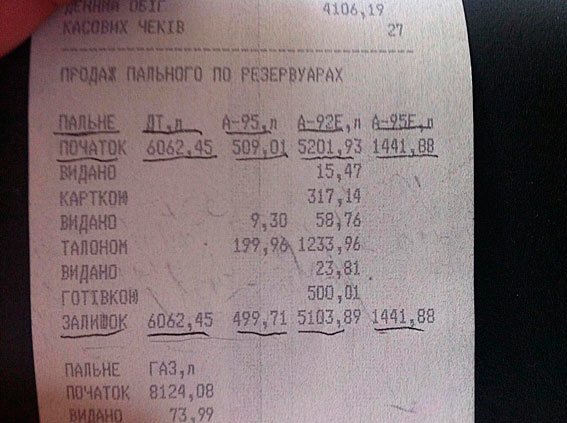 ДЕННИЙ ОБІГ 4106,19
КАСОВИХ ЧЕКІВ 27
ПРОДАЖ ПАЛЬНОГО ПО РЕЗЕРВУАРАХ
ПАЛЬНЕ ДТ,л А-95,л А-92Е,л А-95Е,л
ПОЧАТОК 6062,45 509,01 5201,93 1441,88
ВИДАНО 15,47
КАРТКОЮ 317,14
ВИДАНО 9,30 58,76
ТАЛОНОМ 199,96 1233,96
ВИДАНО 23,81
ГОТІВКОЮ 500,01
ЗАЛИШОК 6062,45 499,71 5103,89 1441,88
ПАЛЬНЕ ГАЗ,л
ПОЧАТОК 8124,08
ВИДАНО 73,99